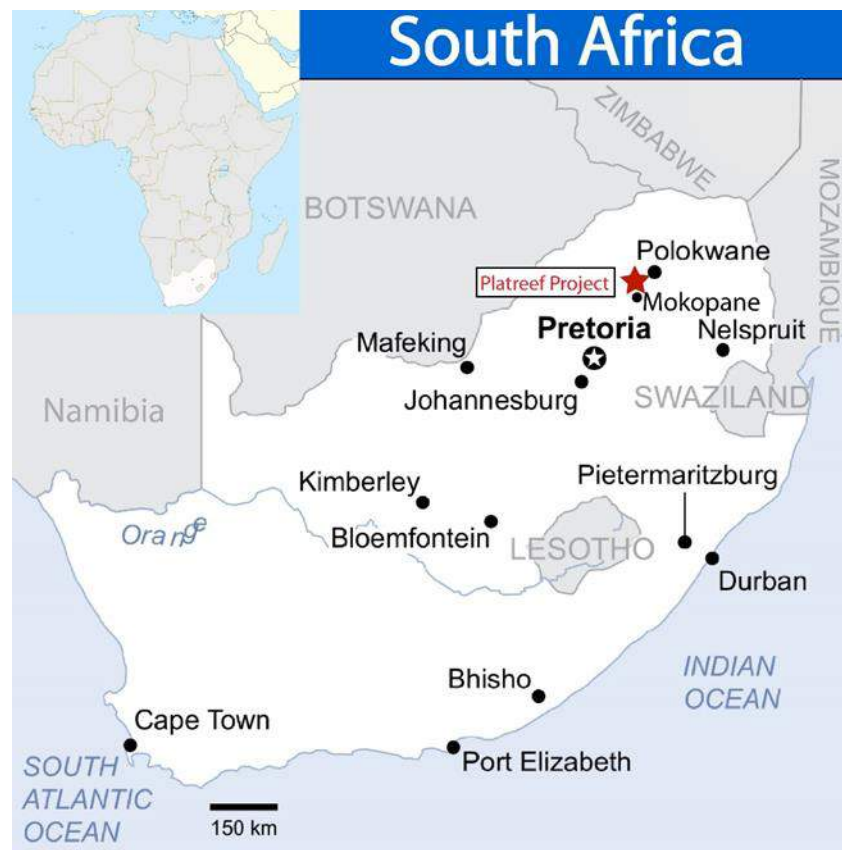 South Africa
ZIMBABWE
MOZAMBIQUE
BOTSWANA
Polokwane
Platreef Project
Mokopane
Pretoria
Nelspruit
Mafeking
Johannesburg
SWAZILAND
Namibia
Kimberley
Pietermaritzburg
Orange
Bloemfontein
LESOTHO
Durban
Bhisho
INDIAN
OCEAN
Cape Town
Port Elizabeth
SOUTH
ATLANTIC
OCEAN
150 km